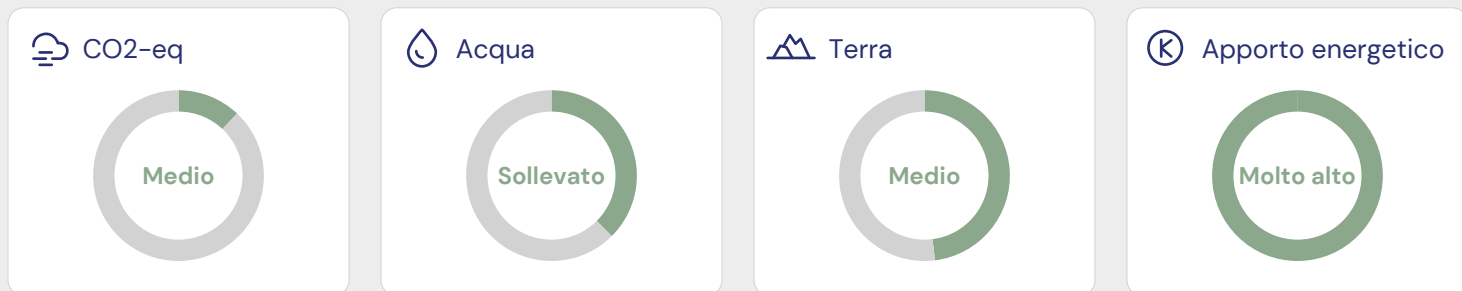 CO2-eq
Medio
Acqua
Sollevato
Terra
Medio
Apporto energetico
Molto alto